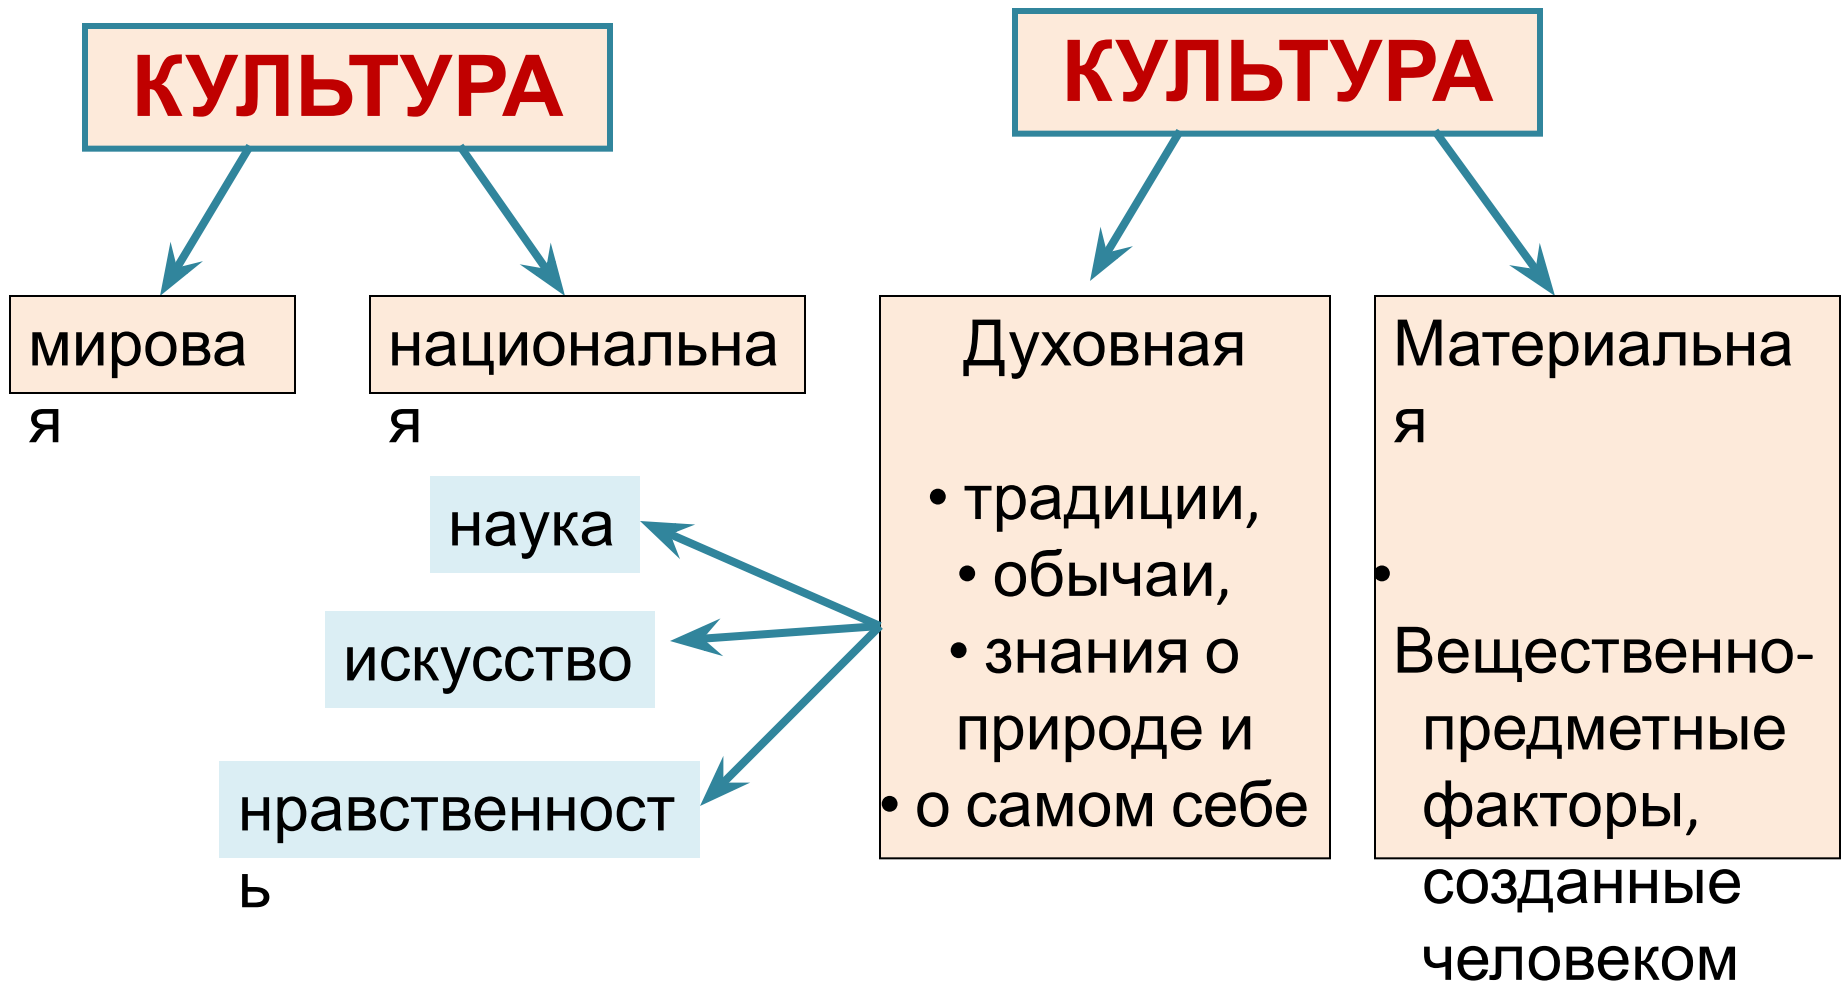 КУЛЬТУРА
мирова
я
национальна
я
КУЛЬТУРА
Духовная
• традиции,
• обычаи,
• знания о
природе и
• о самом себе
наука
искусство
нравственност
ь
Материальна
я
•
Вещественно-
предметные
факторы,
созданные
человеком